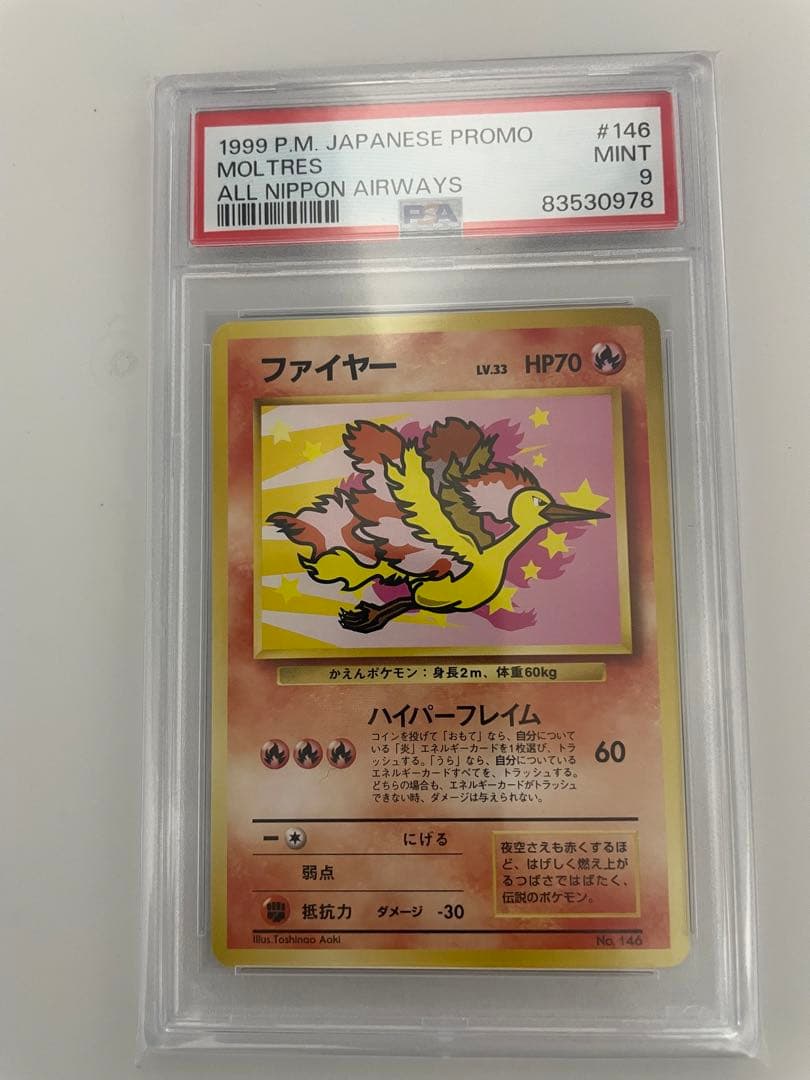 1999 P.M. JAPANESE PROMO #146
MOLTRES MINT
ALL NIPPON AIRWAYS 9
PSA 83530978
ファイヤー LV.33 HP70
かえんポケモン：身長2m、体重60kg
ハイパーフレイム
コインを投げて「おもて」なら、自分についてい
る「炎」エネルギーカードを1枚選び、トラ
ッシュする。「うら」なら、自分についている
エネルギーカードすべてを、トラッシュする。
どちらの場合も、エネルギーカードがトラッシュ
できない時、ダメージは与えられない。
60
にげる
弱点
抵抗力 ダメージ -30
夜空さえも赤くするほ
ど、はげしく燃え上が
るつばさではばたく、
伝説のポケモン。
Illus.Toshinao Aoki No. 146